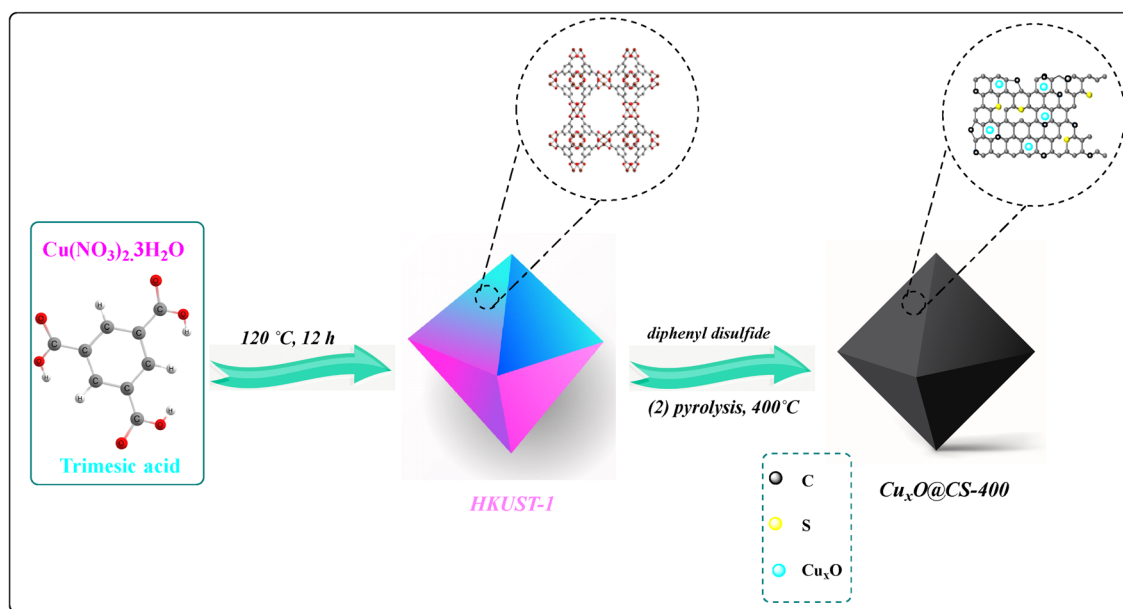 Cu(NO₃)₂.3H₂O
O
H
O
C
O
H
C
C
C
O
C
H
O
C
C
H
H
C
H
C
O
O
Trimesic acid
120 °C, 12 h
HKUST-1
diphenyl disulfide
(2) pyrolysis, 400°C
CuₓO@CS-400
C
S
CuₓO